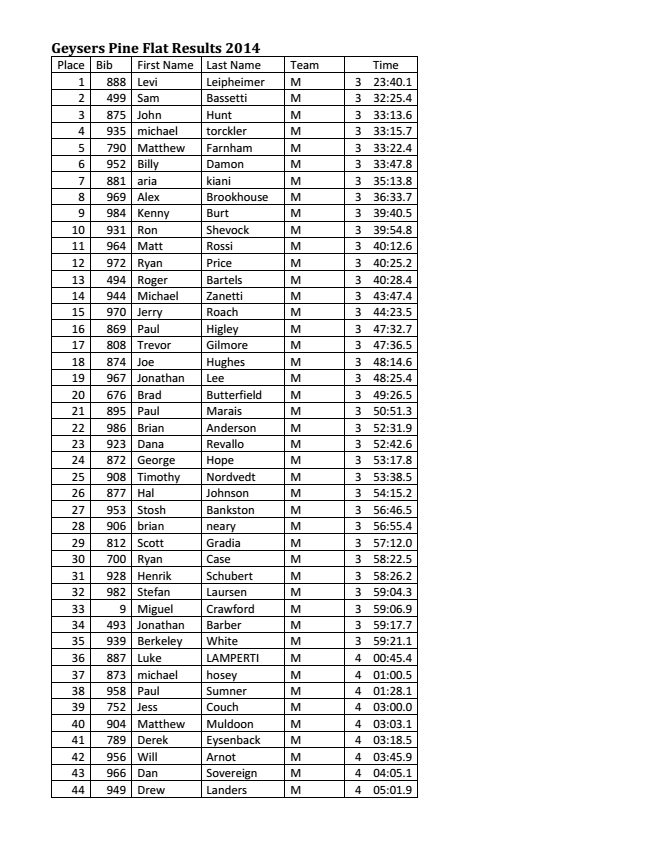 Geysers Pine Flat Results 2014
Place Bib First Name Last Name Team Time
1 888 Levi Leipheimer M 3 23:40.1
2 499 Sam Bassetti M 3 32:25.4
3 875 John Hunt M 3 33:13.6
4 935 michael torckler M 3 33:15.7
5 790 Matthew Farnham M 3 33:22.4
6 952 Billy Damon M 3 33:47.8
7 881 aria kiani M 3 35:13.8
8 969 Alex Brookhouse M 3 36:33.7
9 984 Kenny Burt M 3 39:40.5
10 931 Ron Shevock M 3 39:54.8
11 964 Matt Rossi M 3 40:12.6
12 972 Ryan Price M 3 40:25.2
13 494 Roger Bartels M 3 40:28.4
14 944 Michael Zanetti M 3 43:47.4
15 970 Jerry Roach M 3 44:23.5
16 869 Paul Higley M 3 47:32.7
17 808 Trevor Gilmore M 3 47:36.5
18 874 Joe Hughes M 3 48:14.6
19 967 Jonathan Lee M 3 48:25.4
20 676 Brad Butterfield M 3 49:26.5
21 895 Paul Marais M 3 50:51.3
22 986 Brian Anderson M 3 52:31.9
23 923 Dana Revallo M 3 52:42.6
24 872 George Hope M 3 53:17.8
25 908 Timothy Nordvedt M 3 53:38.5
26 877 Hal Johnson M 3 54:15.2
27 953 Stosh Bankston M 3 56:46.5
28 906 brian neary M 3 56:55.4
29 812 Scott Gradia M 3 57:12.0
30 700 Ryan Case M 3 58:22.5
31 928 Henrik Schubert M 3 58:26.2
32 982 Stefan Laursen M 3 59:04.3
33 9 Miguel Crawford M 3 59:06.9
34 493 Jonathan Barber M 3 59:17.7
35 939 Berkeley White M 3 59:21.1
36 887 Luke LAMPERTI M 4 00:45.4
37 873 michael hosey M 4 01:00.5
38 958 Paul Sumner M 4 01:28.1
39 752 Jess Couch M 4 03:00.0
40 904 Matthew Muldoon M 4 03:03.1
41 789 Derek Eysenback M 4 03:18.5
42 956 Will Arnot M 4 03:45.9
43 966 Dan Sovereign M 4 04:05.1
44 949 Drew Landers M 4 05:01.9